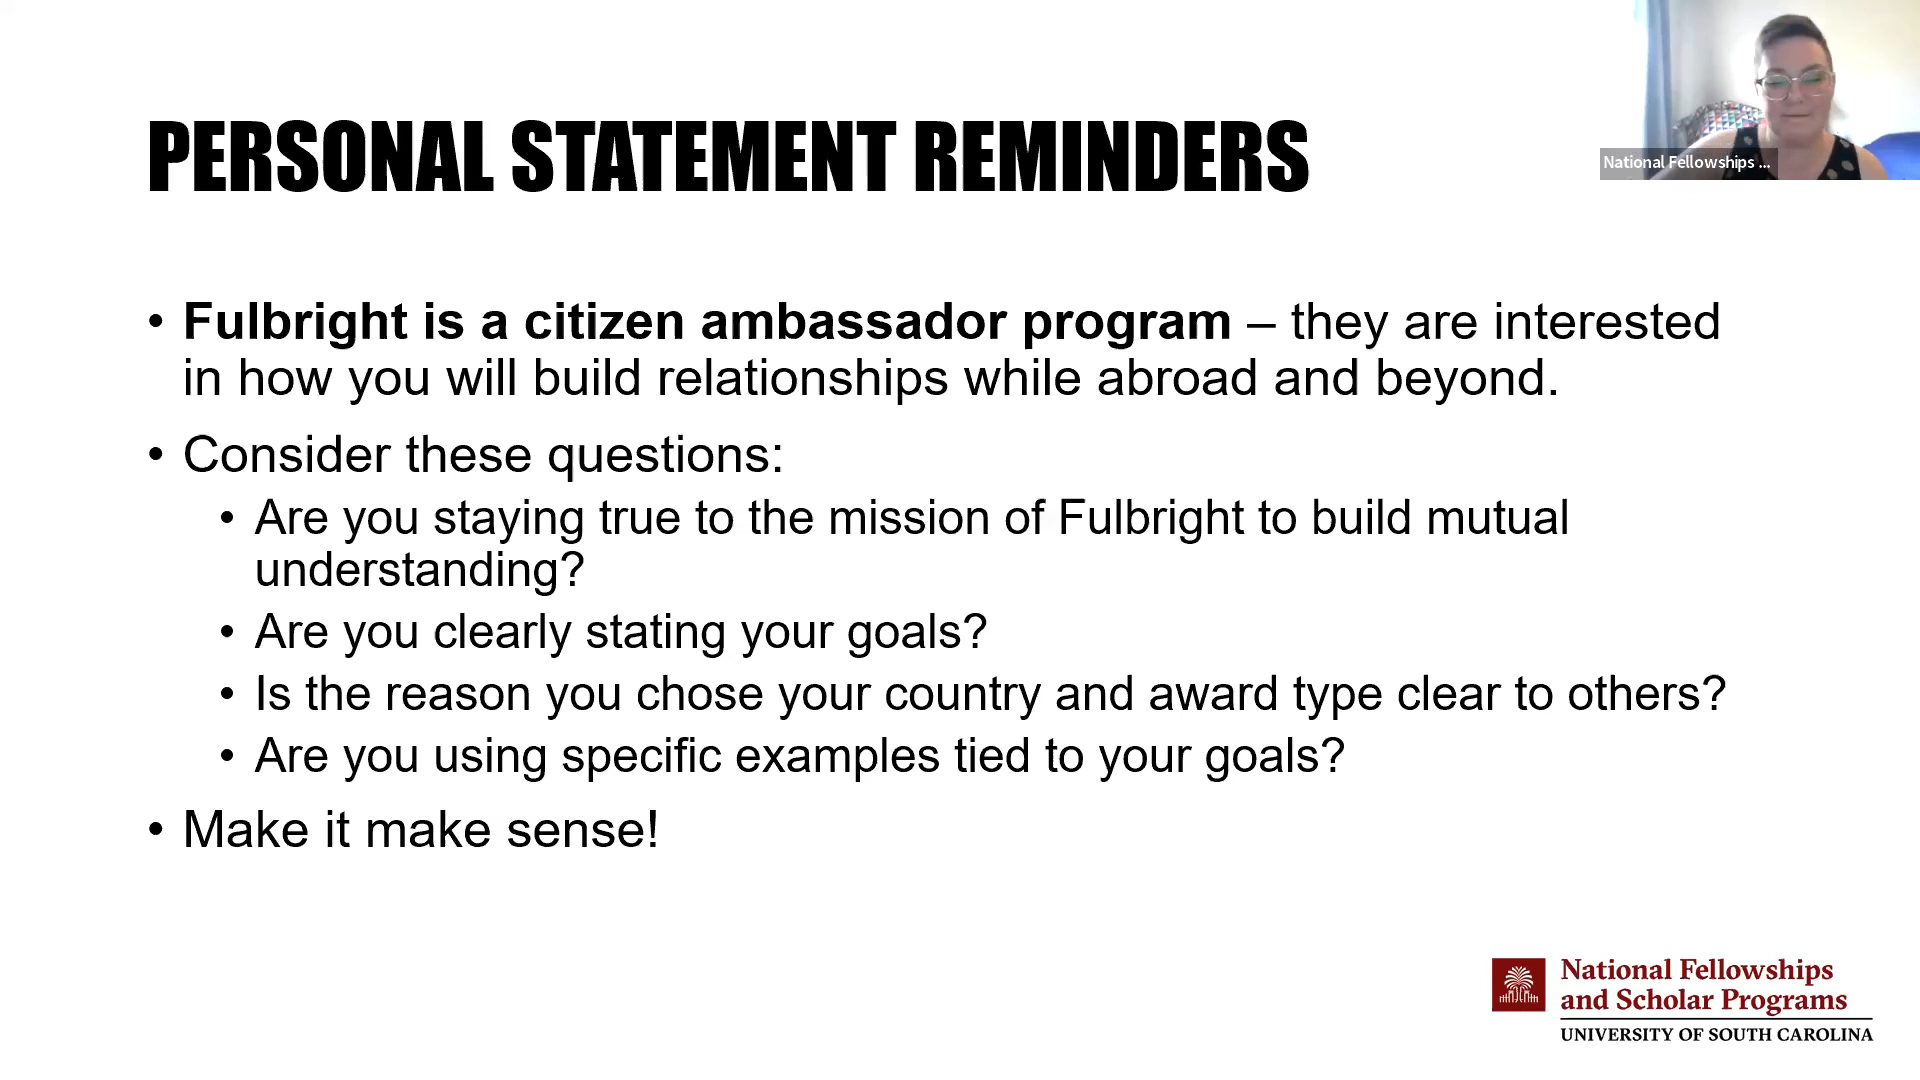 PERSONAL STATEMENT REMINDERS
National Fellowships ...
• Fulbright is a citizen ambassador program – they are interested
in how you will build relationships while abroad and beyond.
• Consider these questions:
• Are you staying true to the mission of Fulbright to build mutual
understanding?
• Are you clearly stating your goals?
• Is the reason you chose your country and award type clear to others?
• Are you using specific examples tied to your goals?
• Make it make sense!
National Fellowships
and Scholar Programs
UNIVERSITY OF SOUTH CAROLINA